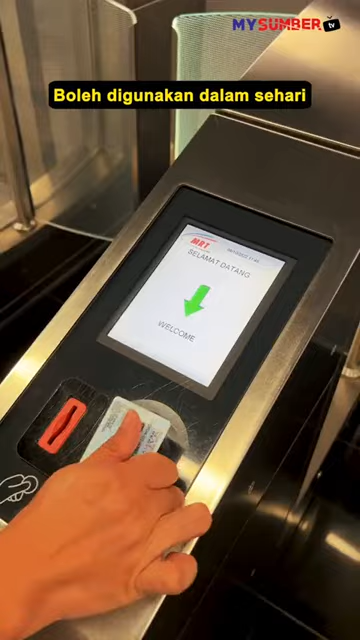 MYSUMBER tv
Boleh digunakan dalam sehari
MRT
SELAMAT DATANG
WELCOME